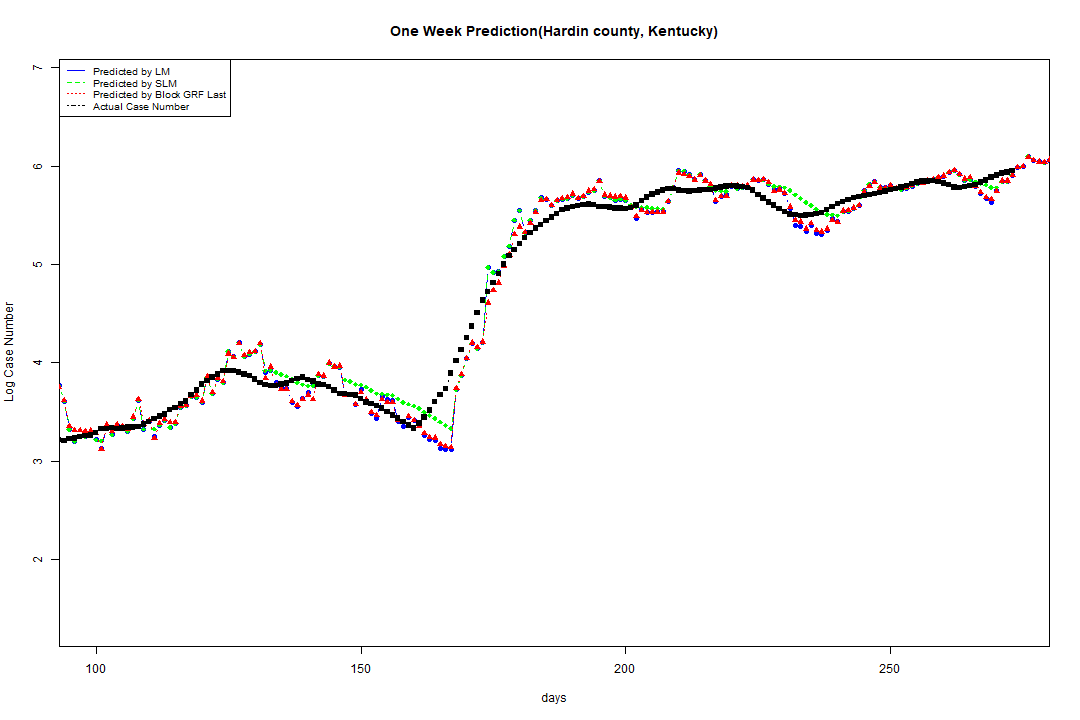 One Week Prediction(Hardin county, Kentucky)
Predicted by LM
Predicted by SLM
Predicted by Block GRF Last
Actual Case Number
7
6
5
4
3
2
Log Case Number
100
150
200
250
days